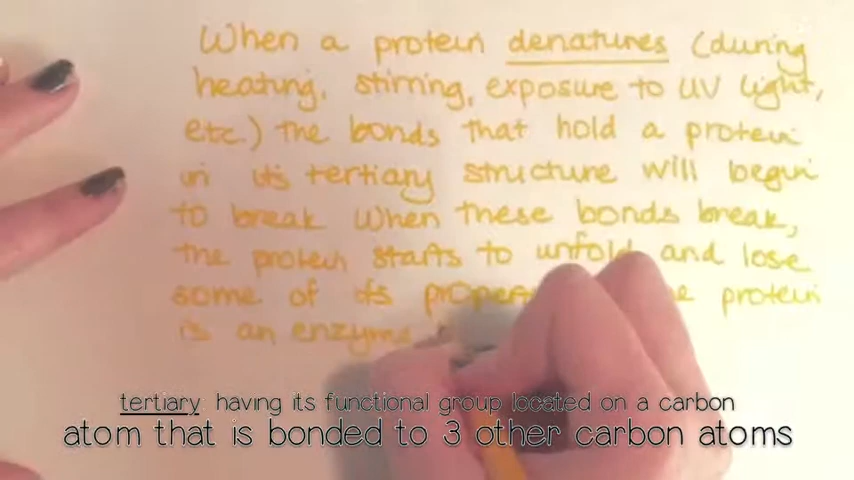 When a protein denatures (during
heating, stirring, exposure to UV light,
etc.) the bonds that hold a protein
in its tertiary structure will begin
to break When these bonds break,
the protein starts to unfold and lose
some of its protein
is an enzyme
tertiary having its functional group located on a carbon
atom that is bonded to 3 other carbon atoms